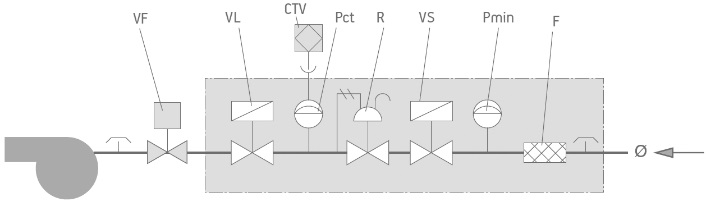 VF VL CTV Pct R VS Pmin F
Ø